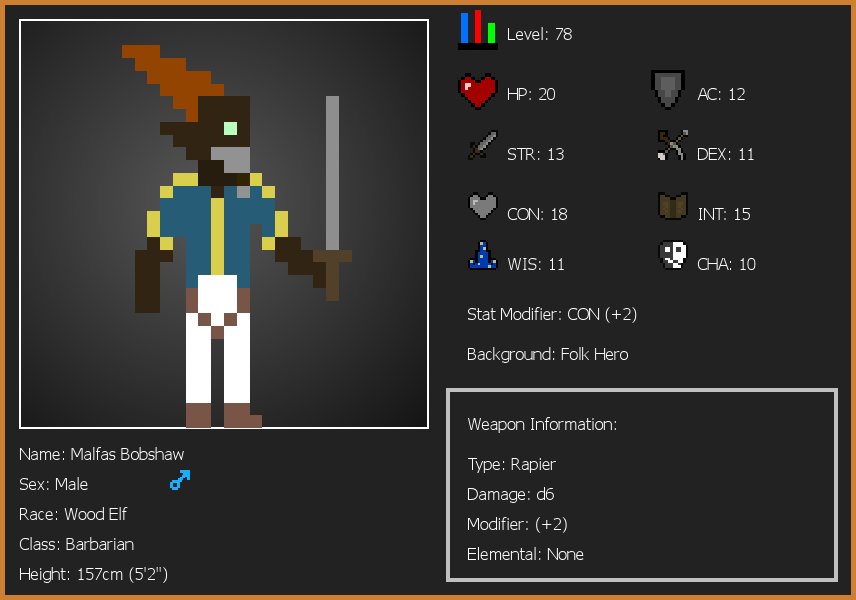 Level: 78
HP: 20
AC: 12
STR: 13
DEX: 11
CON: 18
INT: 15
WIS: 11
CHA: 10
Stat Modifier: CON (+2)
Background: Folk Hero
Weapon Information:
Type: Rapier
Damage: d6
Modifier: (+2)
Elemental: None
Name: Malfas Bobshaw
Sex: Male
Race: Wood Elf
Class: Barbarian
Height: 157cm (5'2")